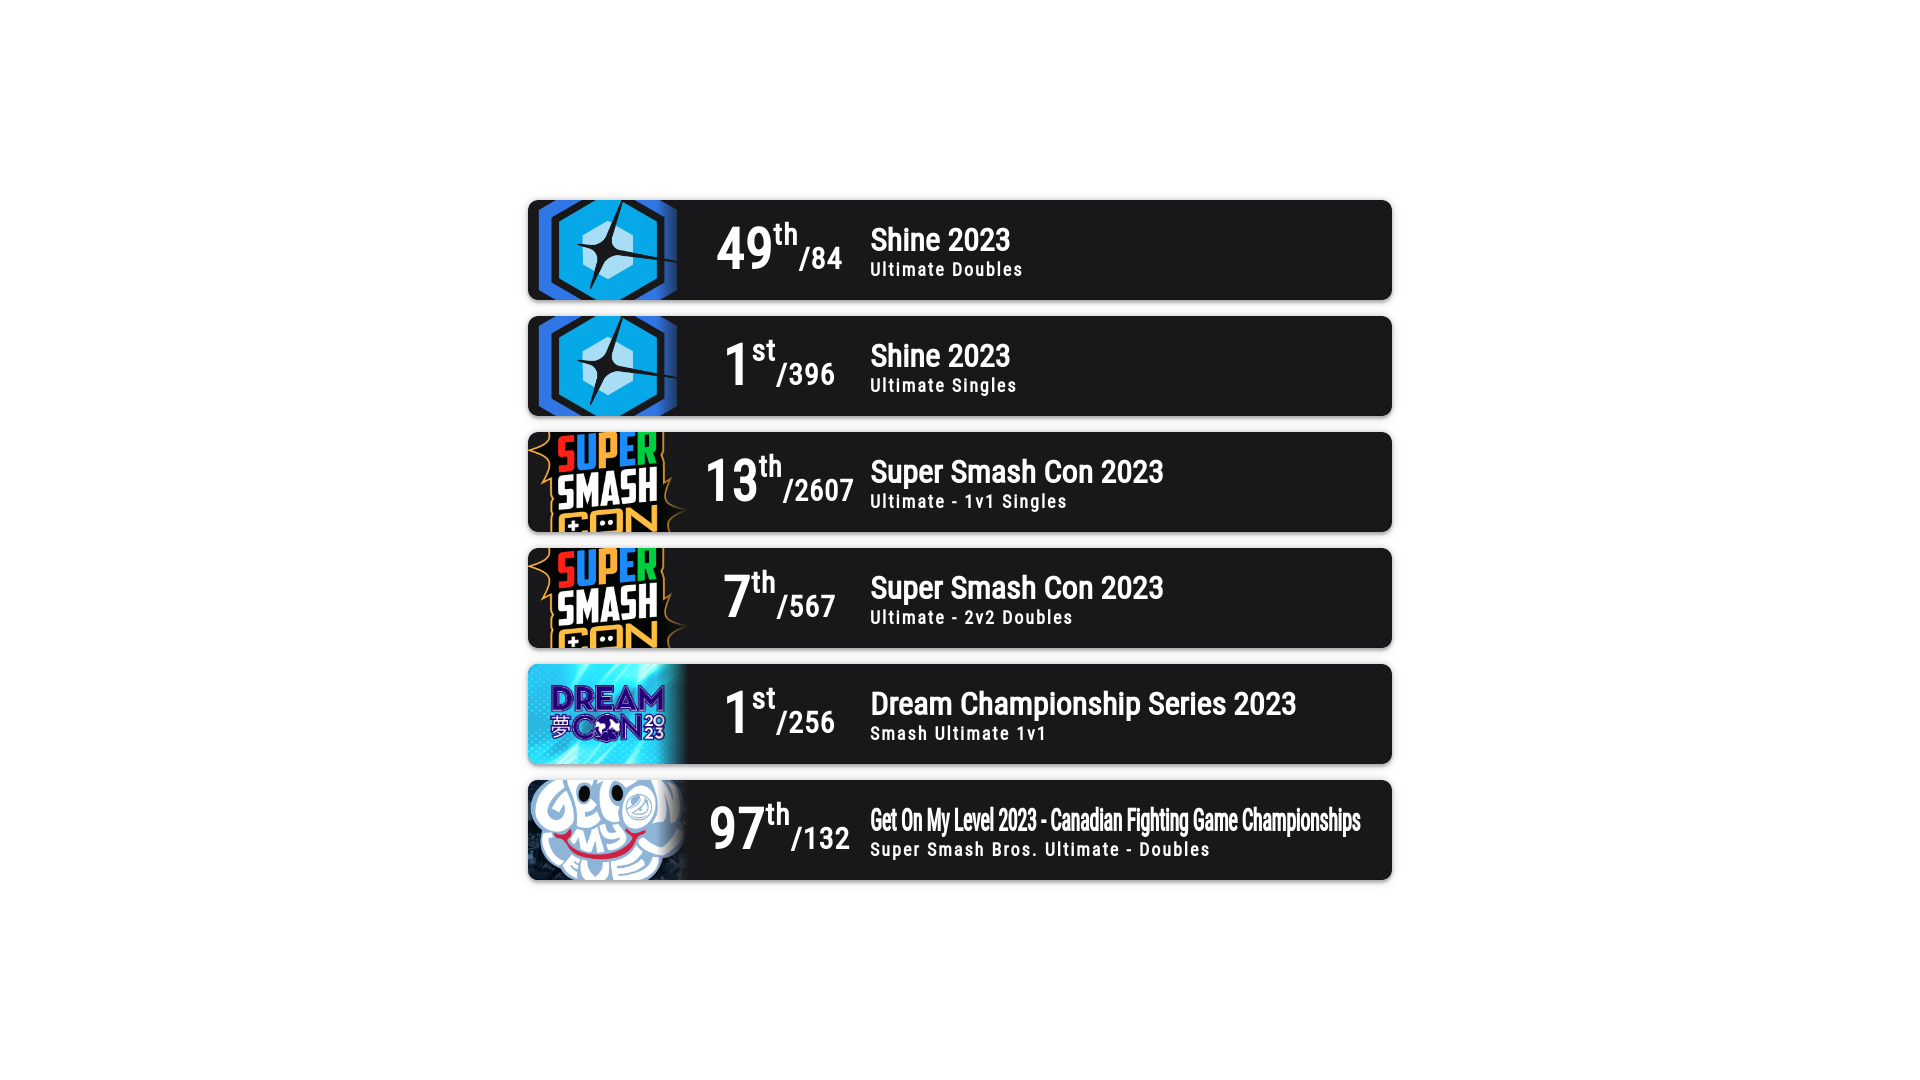 49th/84
Shine 2023
Ultimate Doubles
1st/396
Shine 2023
Ultimate Singles
SUPER
SMASH
CON
13th/2607
Super Smash Con 2023
Ultimate - 1v1 Singles
SUPER
SMASH
CON
7th/567
Super Smash Con 2023
Ultimate - 2v2 Doubles
DREAM
夢 CON 2023
1st/256
Dream Championship Series 2023
Smash Ultimate 1v1
GET ON
MY
97th/132
Get On My Level 2023 - Canadian Fighting Game Championships
Super Smash Bros. Ultimate - Doubles